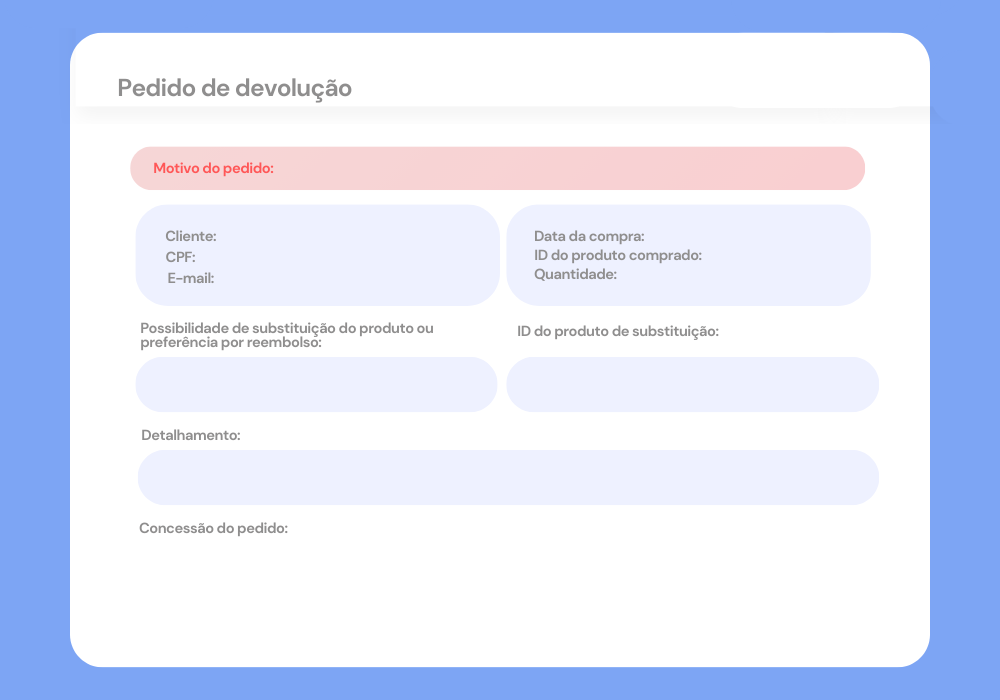 Pedido de devolução
Motivo do pedido:
Cliente:
CPF:
E-mail:
Data da compra:
ID do produto comprado:
Quantidade:
Possibilidade de substituição do produto ou
preferência por reembolso:
ID do produto de substituição:
Detalhamento:
Concessão do pedido: